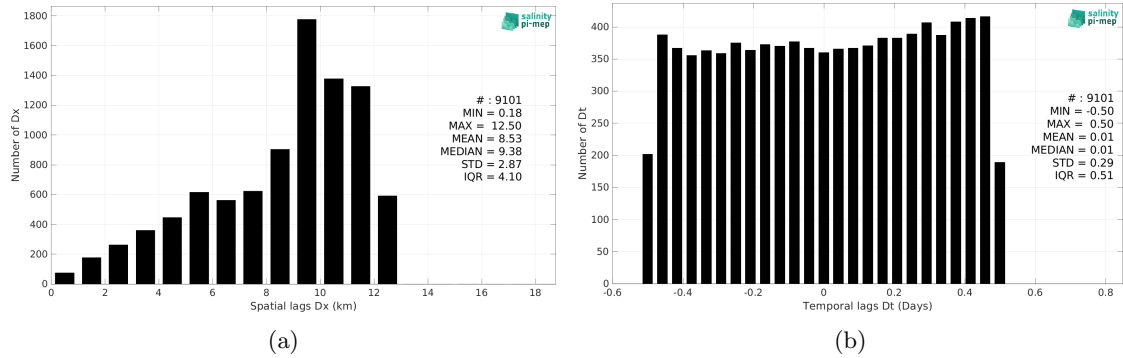 1800
1600
1400
1200
1000
800
600
400
200
0
Number of Dx
salinity
pi-mep
# : 9101
MIN = 0.18
MAX = 12.50
MEAN = 8.53
MEDIAN = 9.38
STD = 2.87
IQR = 4.10
0 2 4 6 8 10 12 14 16 18
Spatial lags Dx (km)
(a)
400
350
300
250
200
150
100
50
0
Number of Dt
salinity
pi-mep
# : 9101
MIN = -0.50
MAX = 0.50
MEAN = 0.01
MEDIAN = 0.01
STD = 0.29
IQR = 0.51
-0.6 -0.4 -0.2 0 0.2 0.4 0.6 0.8
Temporal lags Dt (Days)
(b)